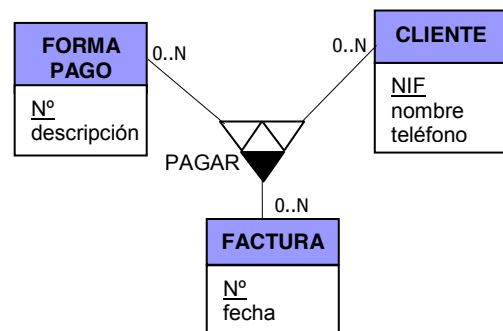 FORMA
PAGO
Nº
descripción
0..N
0..N
CLIENTE
NIF
nombre
teléfono
PAGAR
0..N
FACTURA
Nº
fecha